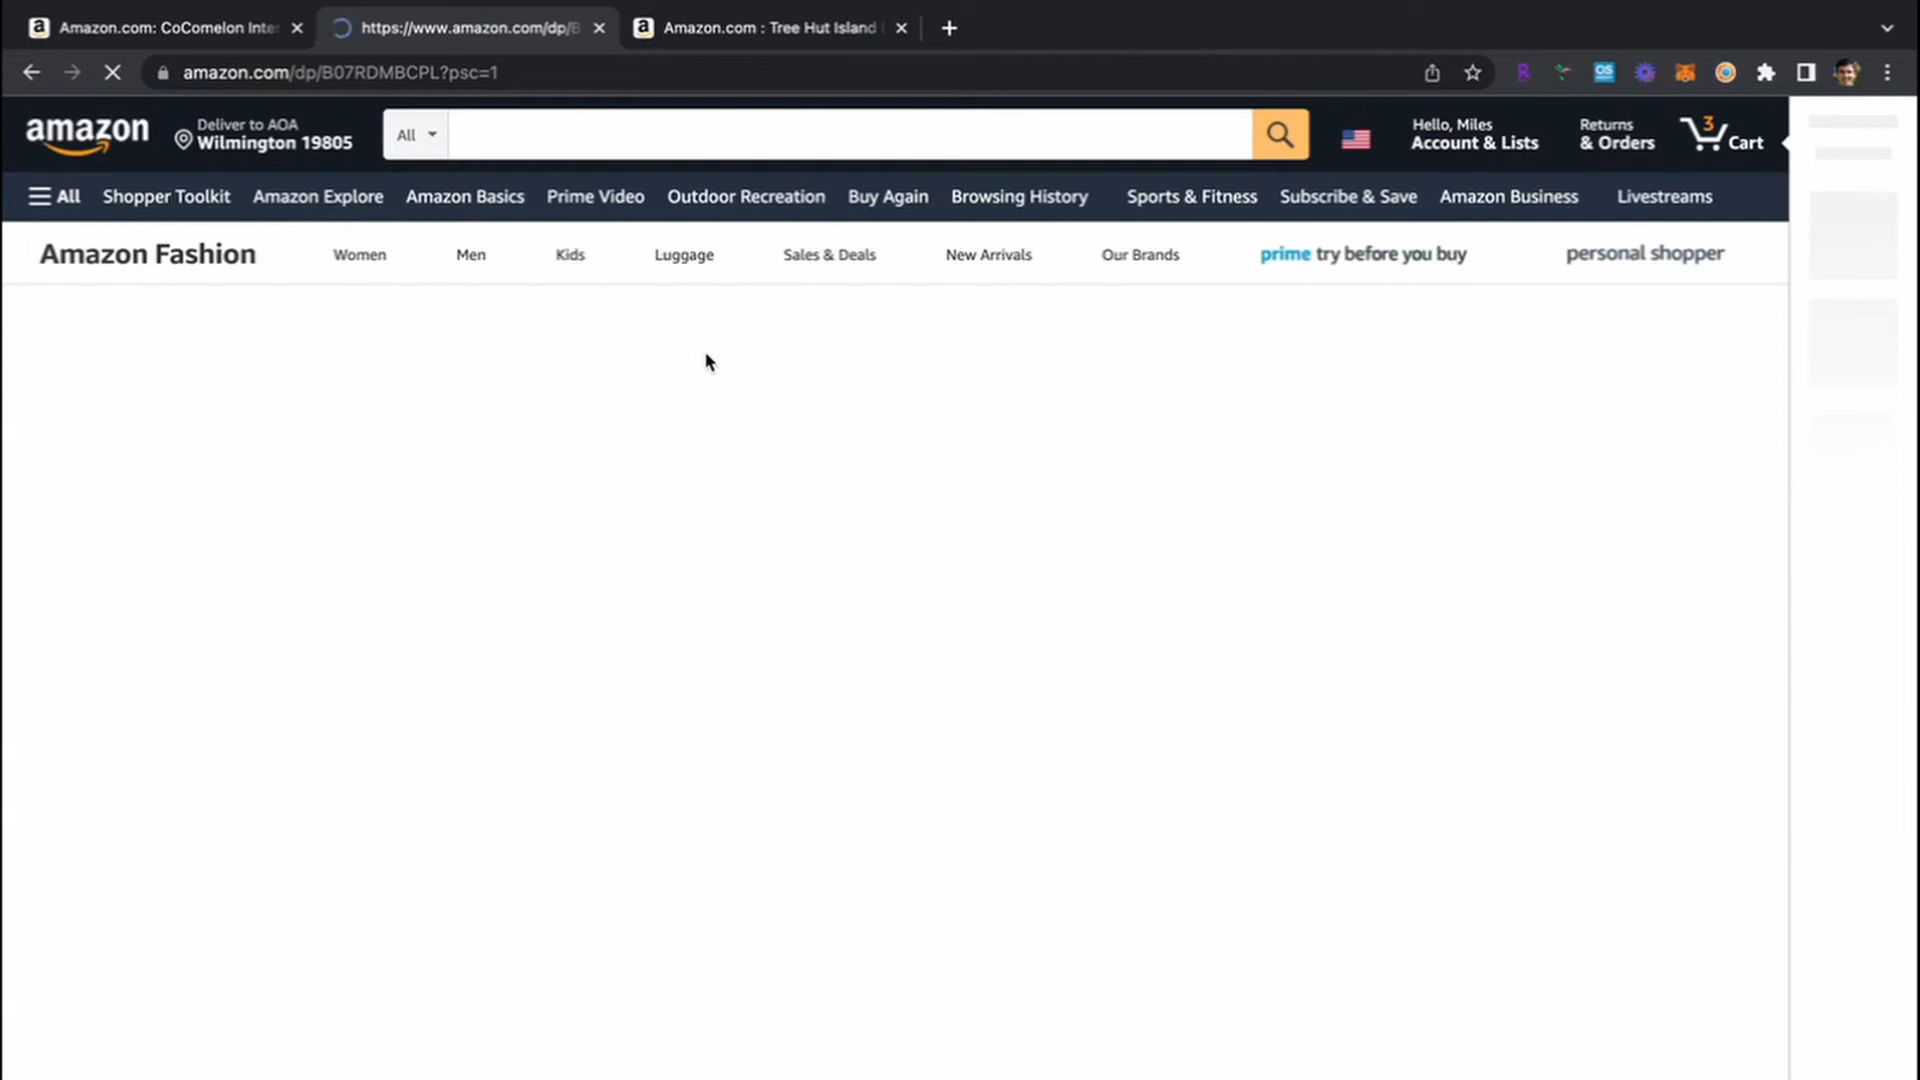 Amazon.com: CoComelon Inte
https://www.amazon.com/dp/B
Amazon.com : Tree Hut Island
amazon.com/dp/B07RDMBCPL?psc=1
amazon
Deliver to AOA
Wilmington 19805
All
Hello, Miles
Account & Lists
Returns
& Orders
3
Cart
All
Shopper Toolkit
Amazon Explore
Amazon Basics
Prime Video
Outdoor Recreation
Buy Again
Browsing History
Sports & Fitness
Subscribe & Save
Amazon Business
Livestreams
Amazon Fashion
Women
Men
Kids
Luggage
Sales & Deals
New Arrivals
Our Brands
prime try before you buy
personal shopper